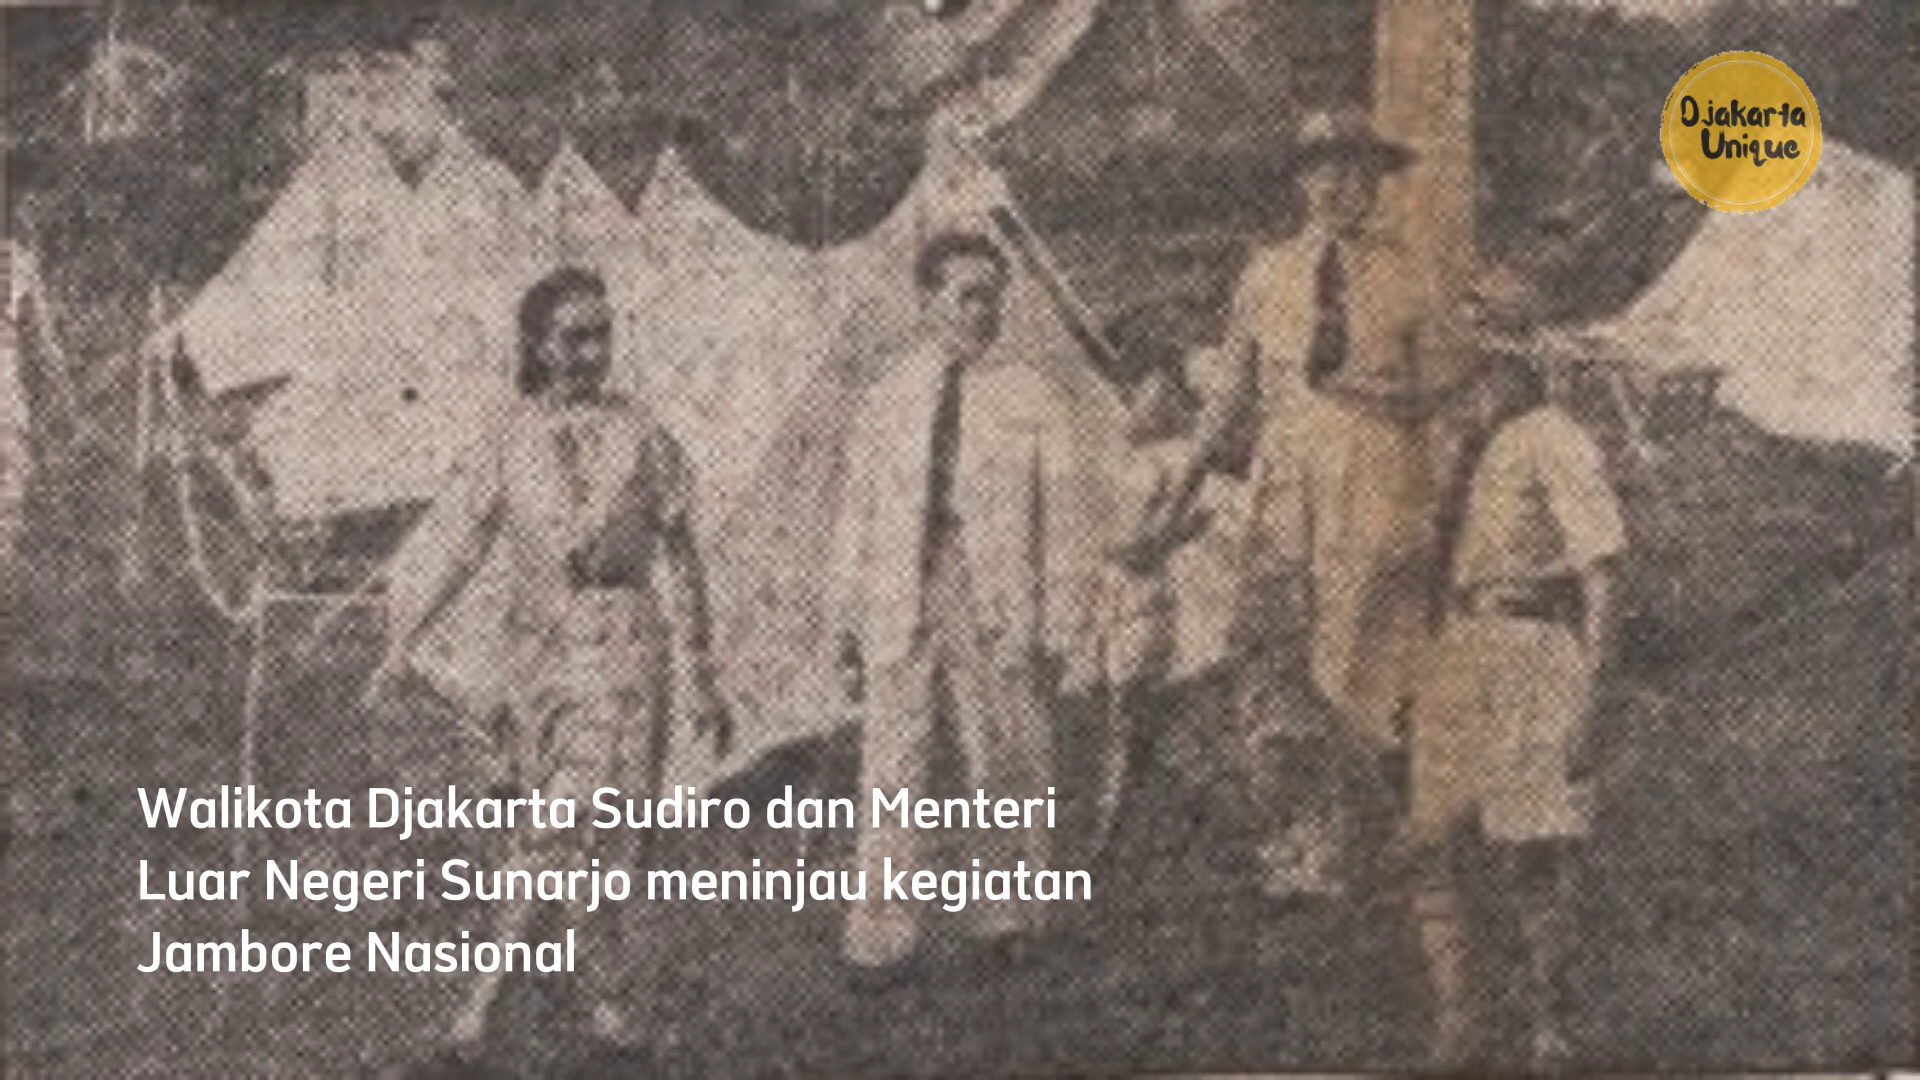 Djakarta
Unique
Walikota Djakarta Sudiro dan Menteri
Luar Negeri Sunarjo meninjau kegiatan
Jambore Nasional